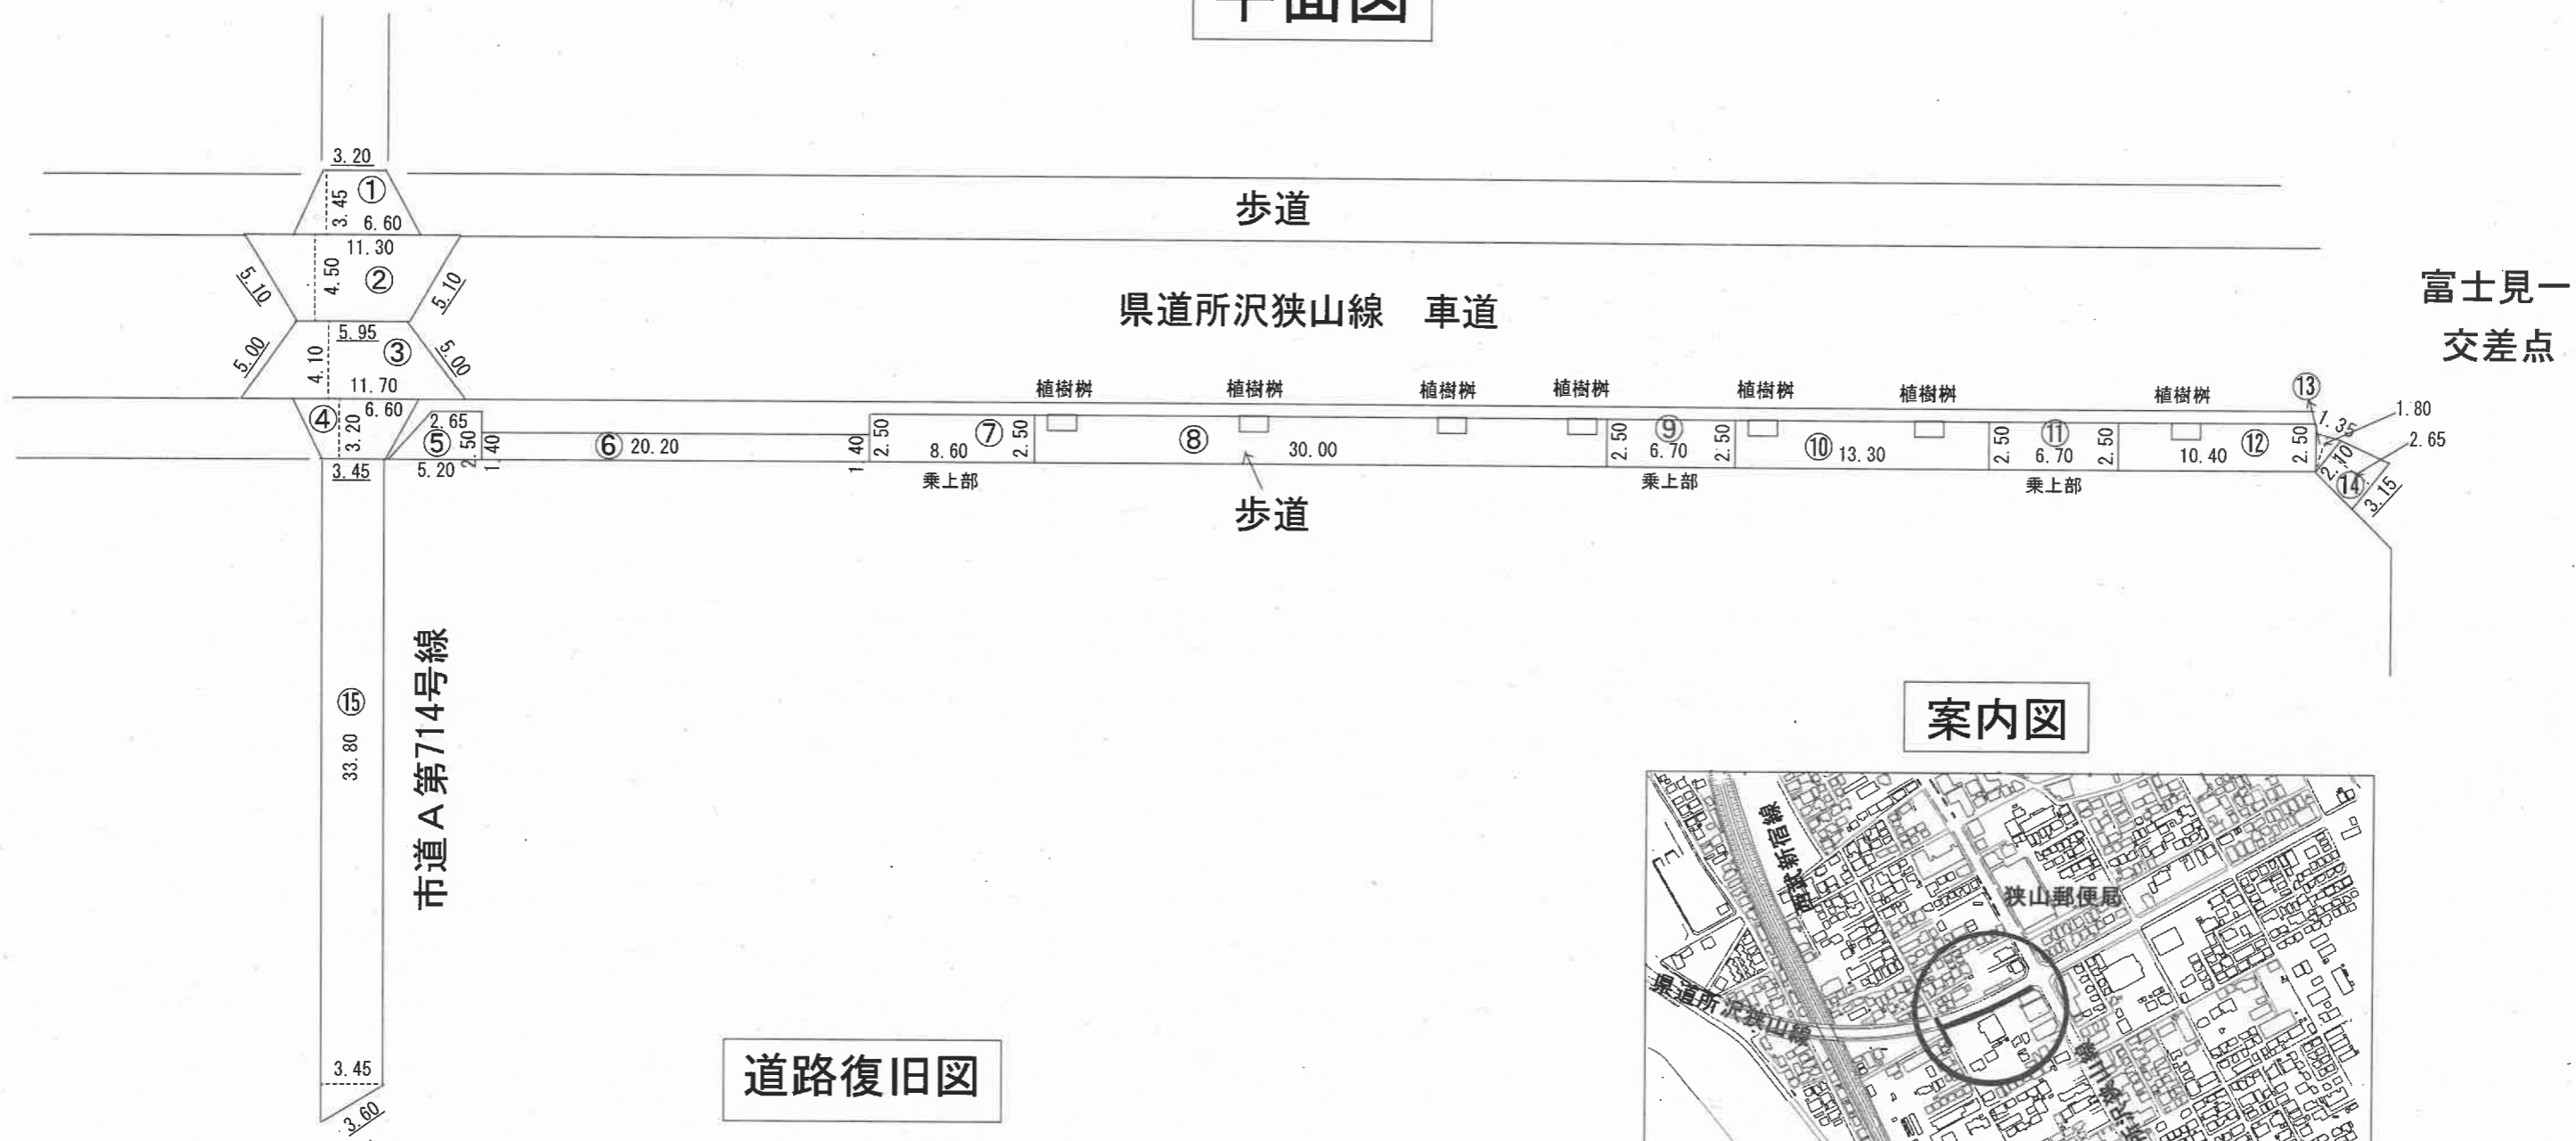 平面図
3.20
①
3.45
6.60
歩道
11.30
4.50
②
5.10
5.10
県道所沢狭山線 車道
富士見一
交差点
5.95
③
5.00
4.10
5.00
11.70
植樹桝
植樹桝
植樹桝
植樹桝
植樹桝
植樹桝
植樹桝
⑬
④
6.60
3.20
2.65
⑤
2.50
1.40
⑥
20.20
1.40
2.50
⑦
8.60
2.50
⑧
30.00
2.50
⑨
6.70
2.50
⑩
13.30
2.50
⑪
6.70
2.50
10.40
⑫
2.50
1.35
1.80
2.65
2.10
⑭
3.15
3.45
5.20
乗上部
乗上部
乗上部
歩道
市道A第714号線
⑮
33.80
3.45
3.60
道路復旧図
案内図
西武新宿線
狭山郵便局
県道所沢狭山線